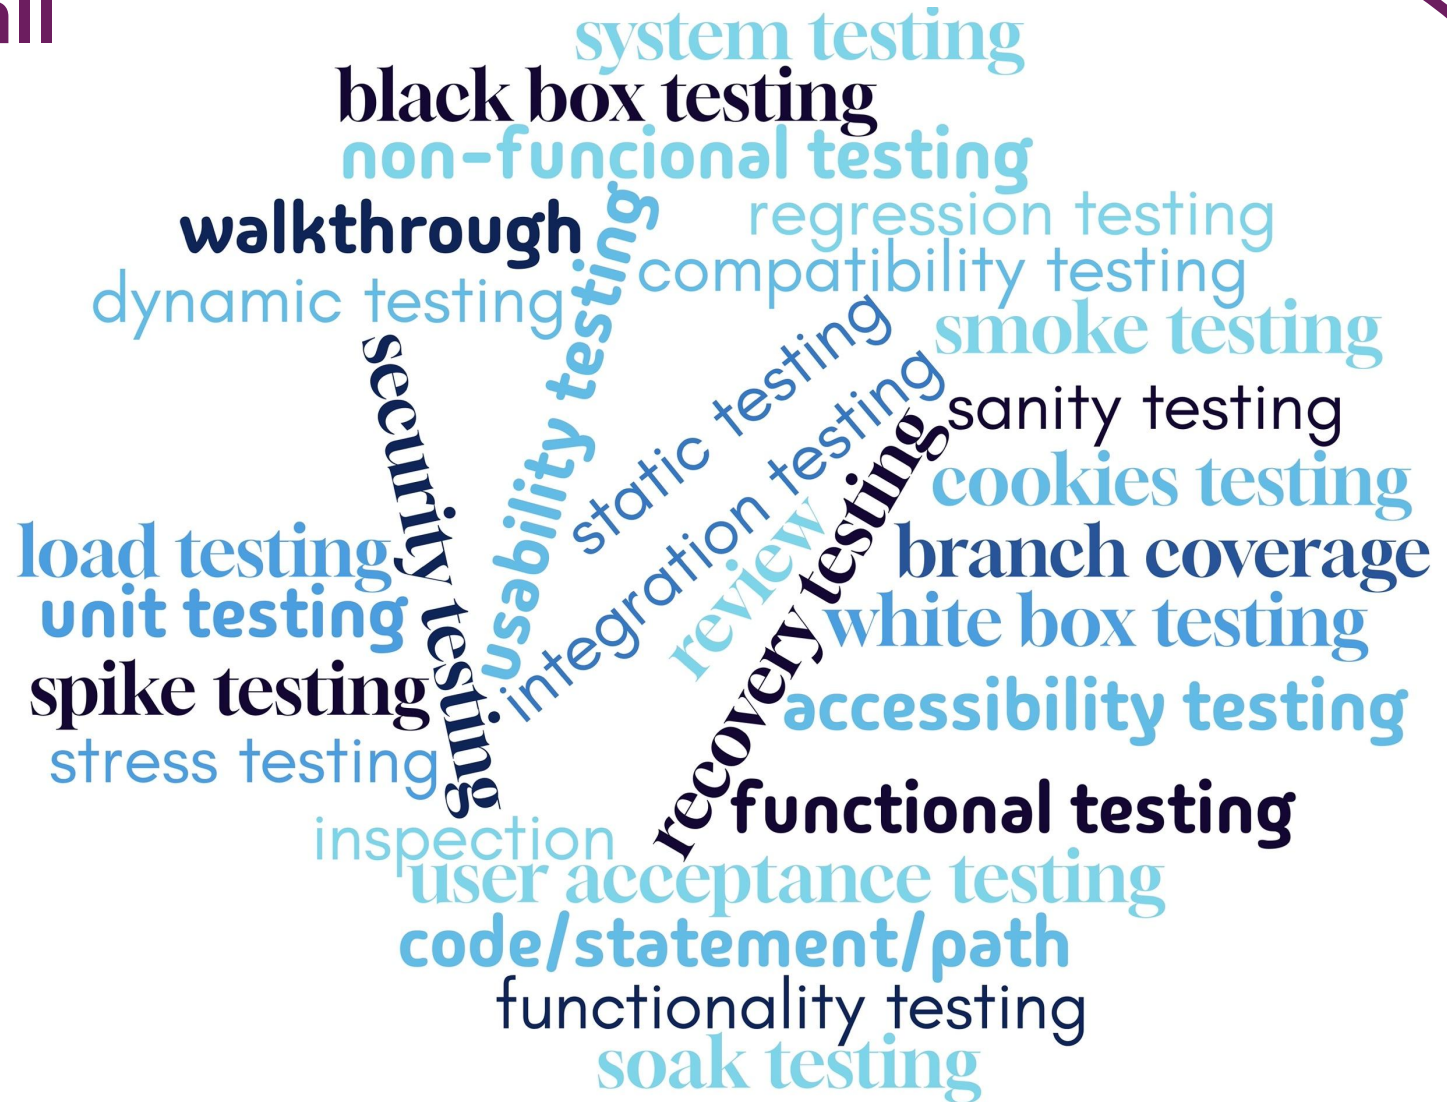 system testing
black box testing
non-funcional testing
walkthrough
regression testing
compatibility testing
dynamic testing
usability testing
smoke testing
static testing
security testing
integration testing
sanity testing
recovery testing
cookies testing
review
load testing
branch coverage
unit testing
white box testing
spike testing
accessibility testing
stress testing
functional testing
inspection
user acceptance testing
code/statement/path
functionality testing
soak testing